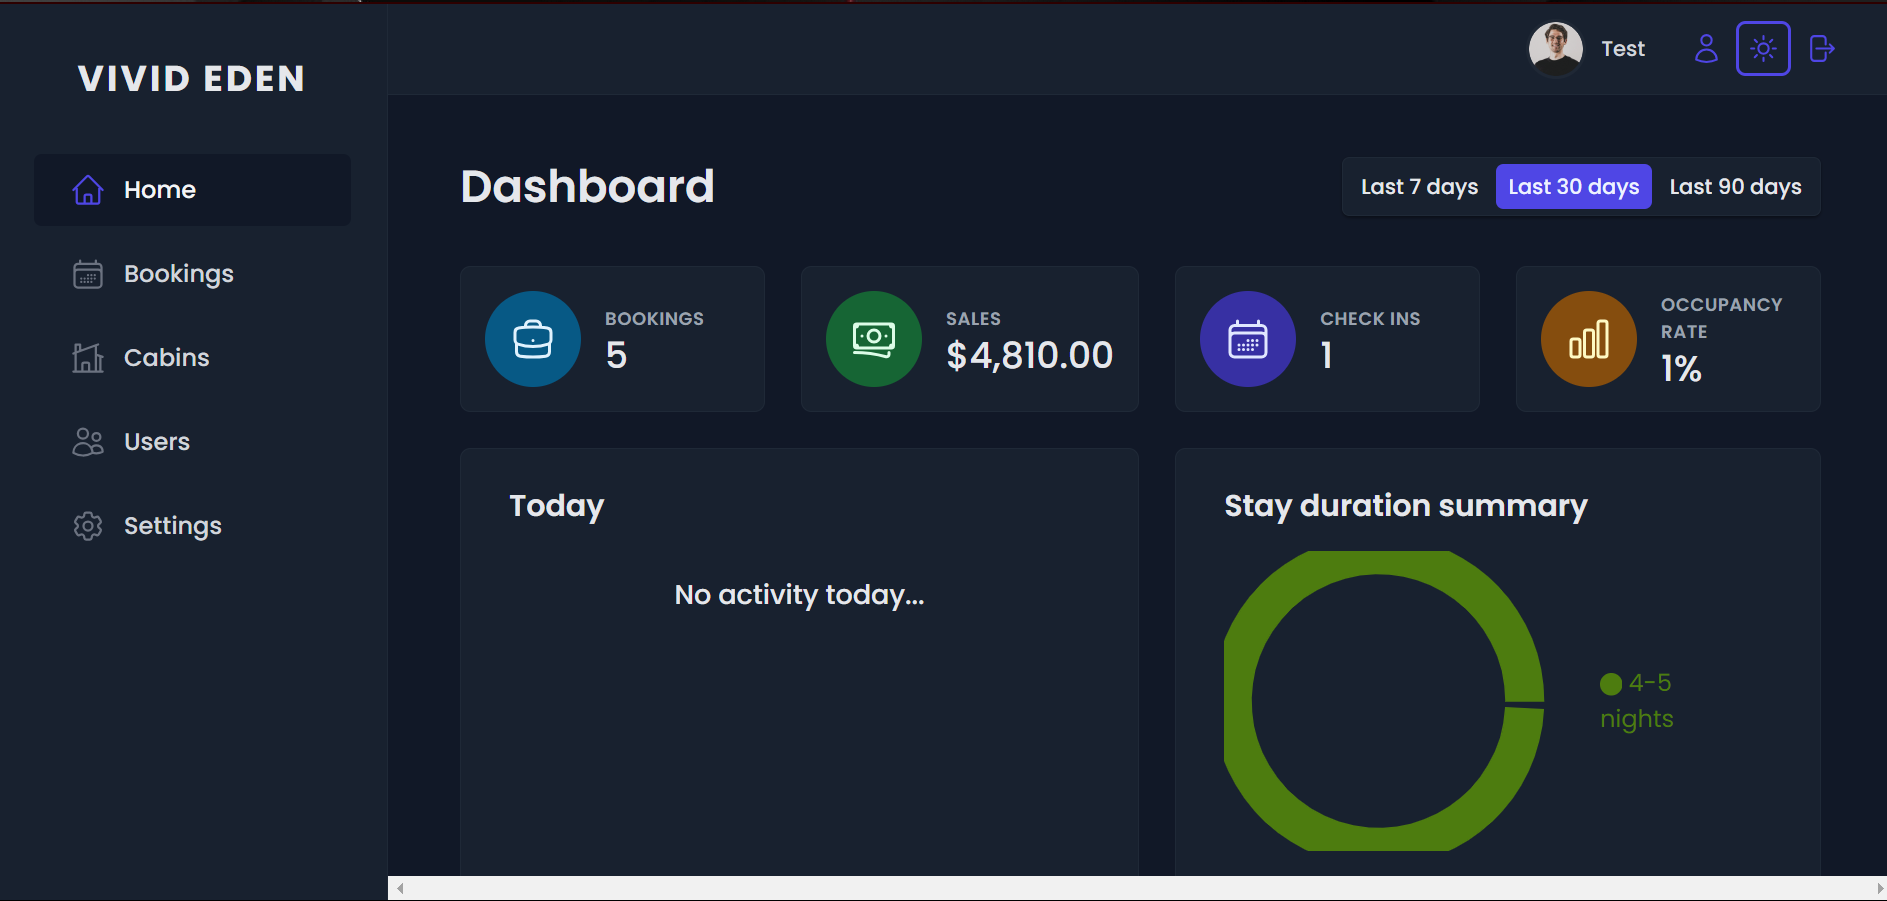 VIVID EDEN
Test
Home
Bookings
Cabins
Users
Settings
Dashboard
Last 7 days
Last 30 days
Last 90 days
BOOKINGS
5
SALES
$4,810.00
CHECK INS
1
OCCUPANCY
RATE
1%
Today
No activity today...
Stay duration summary
4-5
nights